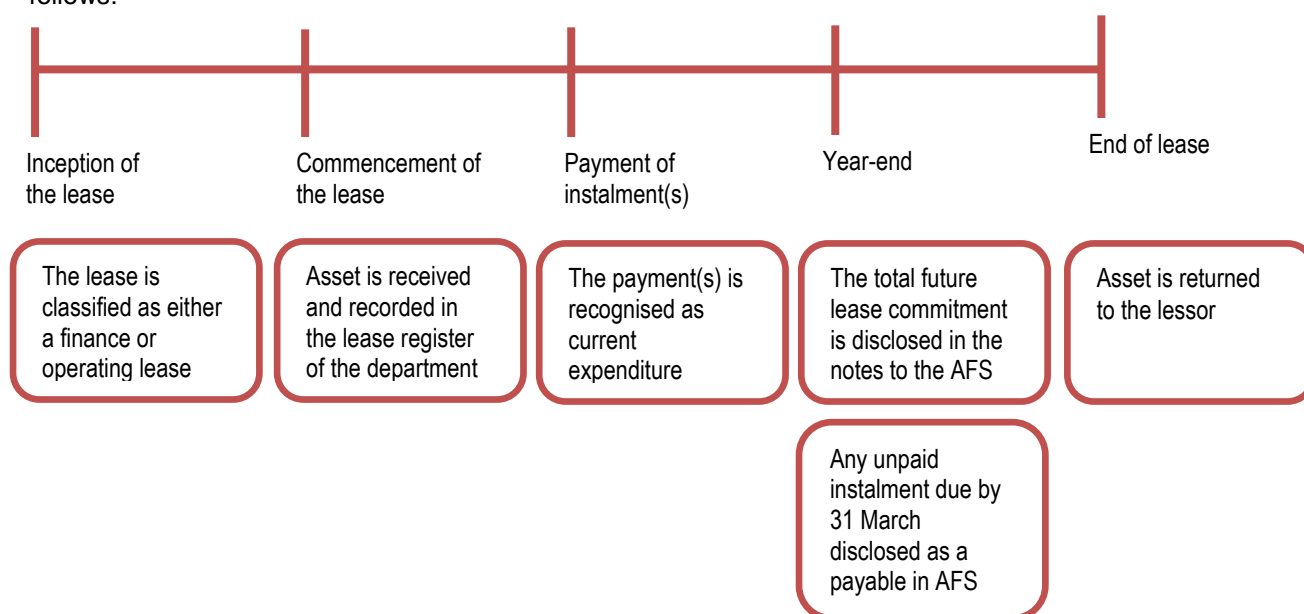 follows:
Inception of
the lease
Commencement of
the lease
Payment of
instalment(s)
Year-end
End of lease
The lease is
classified as either
a finance or
operating lease
Asset is received
and recorded in
the lease register
of the department
The payment(s) is
recognised as
current
expenditure
The total future
lease commitment
is disclosed in the
notes to the AFS
Asset is returned
to the lessor
Any unpaid
instalment due by
31 March
disclosed as a
payable in AFS